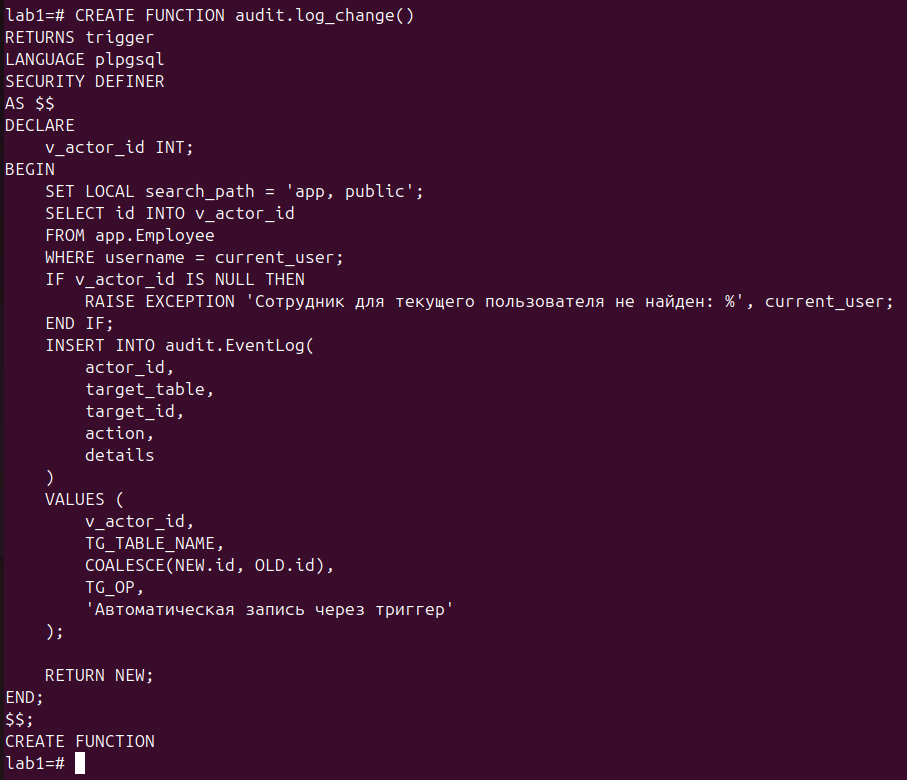 lab1=# CREATE FUNCTION audit.log_change()
RETURNS trigger
LANGUAGE plpgsql
SECURITY DEFINER
AS $$
DECLARE
    v_actor_id INT;
BEGIN
    SET LOCAL search_path = 'app, public';
    SELECT id INTO v_actor_id
    FROM app.Employee
    WHERE username = current_user;
    IF v_actor_id IS NULL THEN
        RAISE EXCEPTION 'Сотрудник для текущего пользователя не найден: %', current_user;
    END IF;
    INSERT INTO audit.EventLog(
        actor_id,
        target_table,
        target_id,
        action,
        details
    )
    VALUES (
        v_actor_id,
        TG_TABLE_NAME,
        COALESCE(NEW.id, OLD.id),
        TG_OP,
        'Автоматическая запись через триггер'
    );

    RETURN NEW;
END;
$$;
CREATE FUNCTION
lab1=#